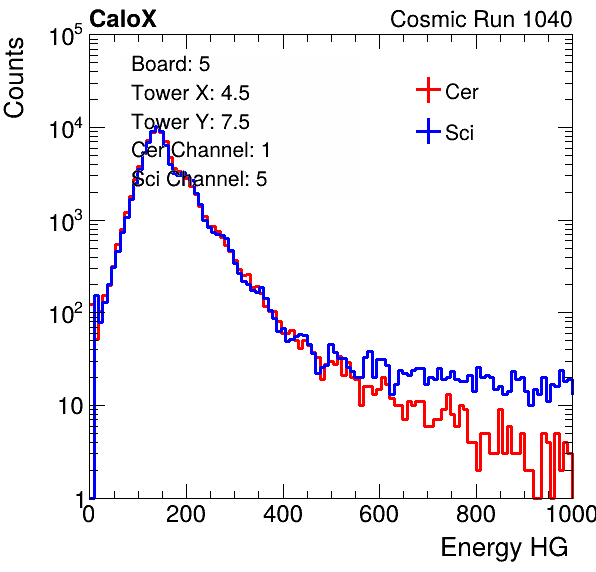 CaloX Cosmic Run 1040
Counts
Board: 5
Tower X: 4.5
Tower Y: 7.5
Cer Channel: 1
Sci Channel: 5
Cer
Sci
10^5
10^4
10^3
10^2
10
1
0 200 400 600 800 1000
Energy HG